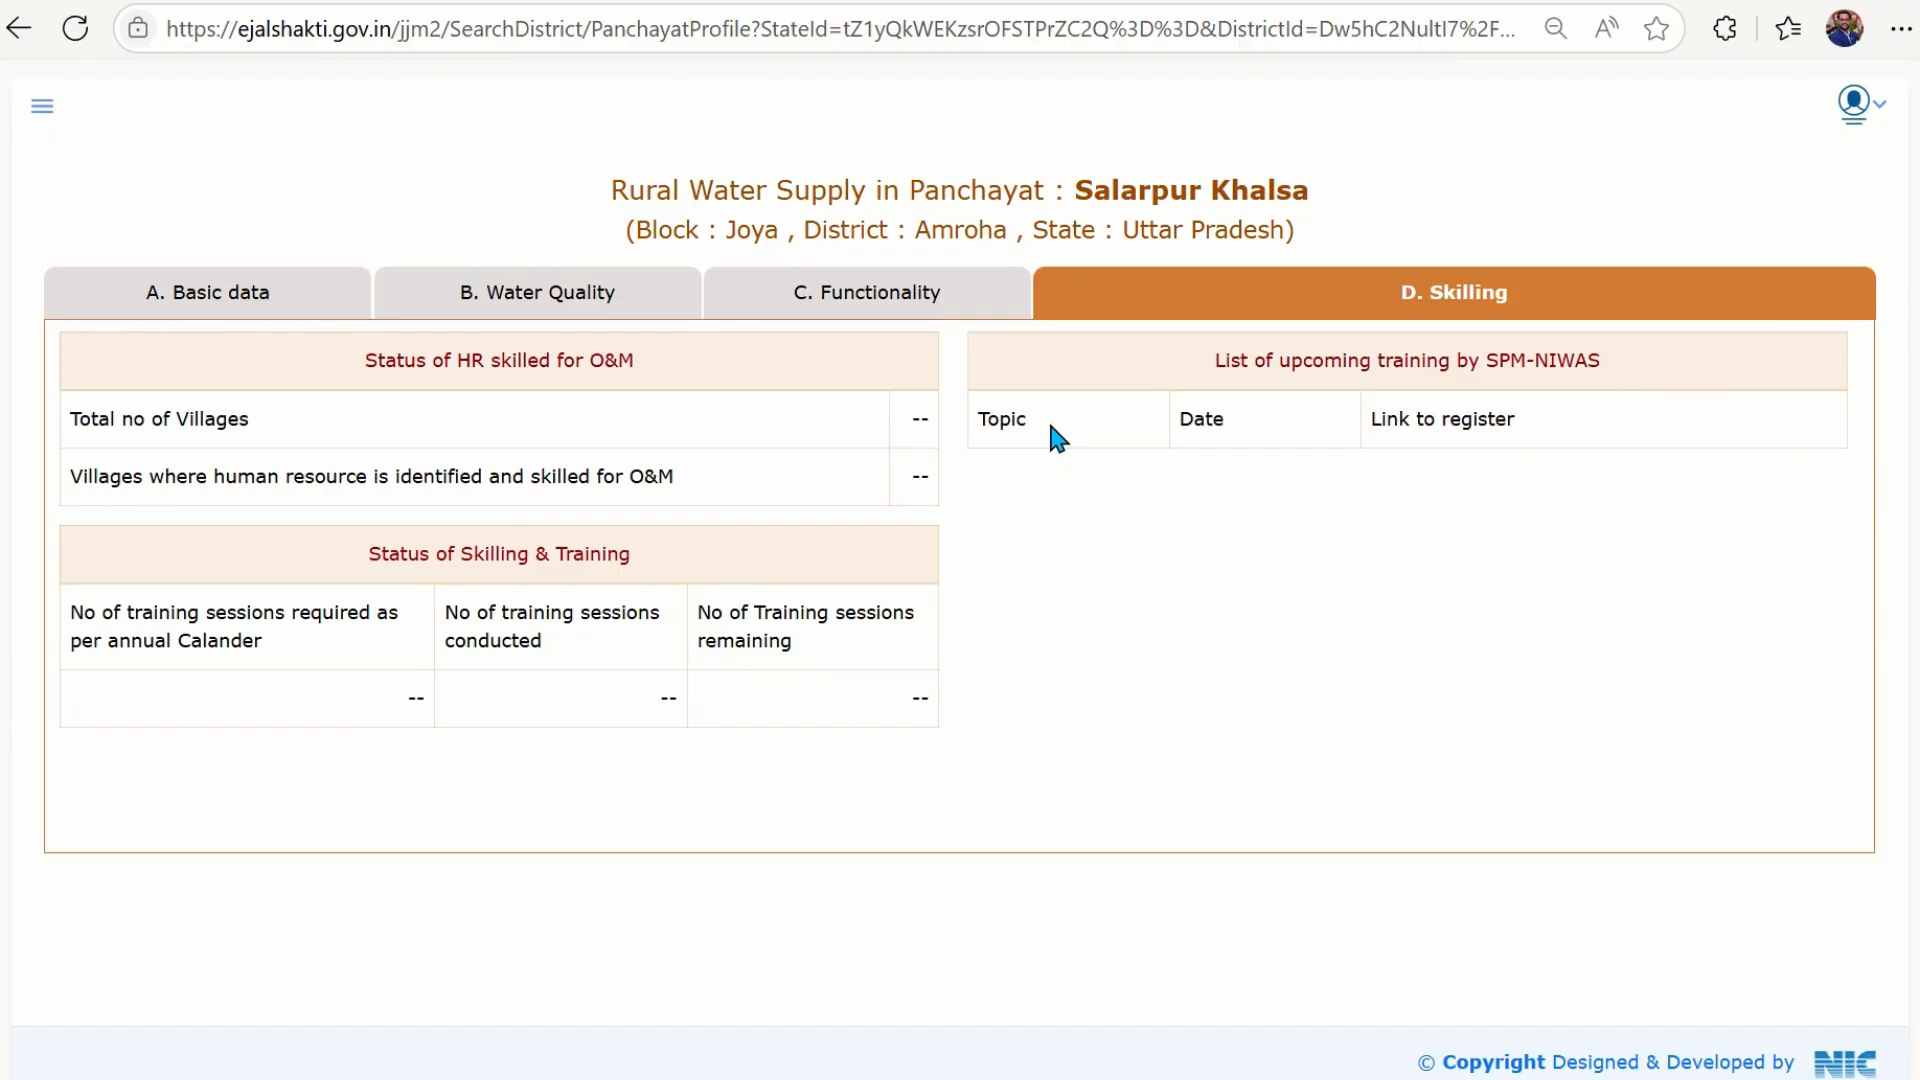 https://ejalshakti.gov.in/jjm2/SearchDistrict/PanchayatProfile?StateId=tZ1yQkWEKzsrOFSTPrZC2Q%3D%3D&DistrictId=Dw5hC2NultI7%2F...
Rural Water Supply in Panchayat : Salarpur Khalsa
(Block : Joya , District : Amroha , State : Uttar Pradesh)
A. Basic data
B. Water Quality
C. Functionality
D. Skilling
Status of HR skilled for O&M
Total no of Villages --
Villages where human resource is identified and skilled for O&M --
Status of Skilling & Training
No of training sessions required as
per annual Calander
No of training sessions
conducted
No of Training sessions
remaining
-- -- --
List of upcoming training by SPM-NIWAS
Topic Date Link to register
© Copyright Designed & Developed by NIC